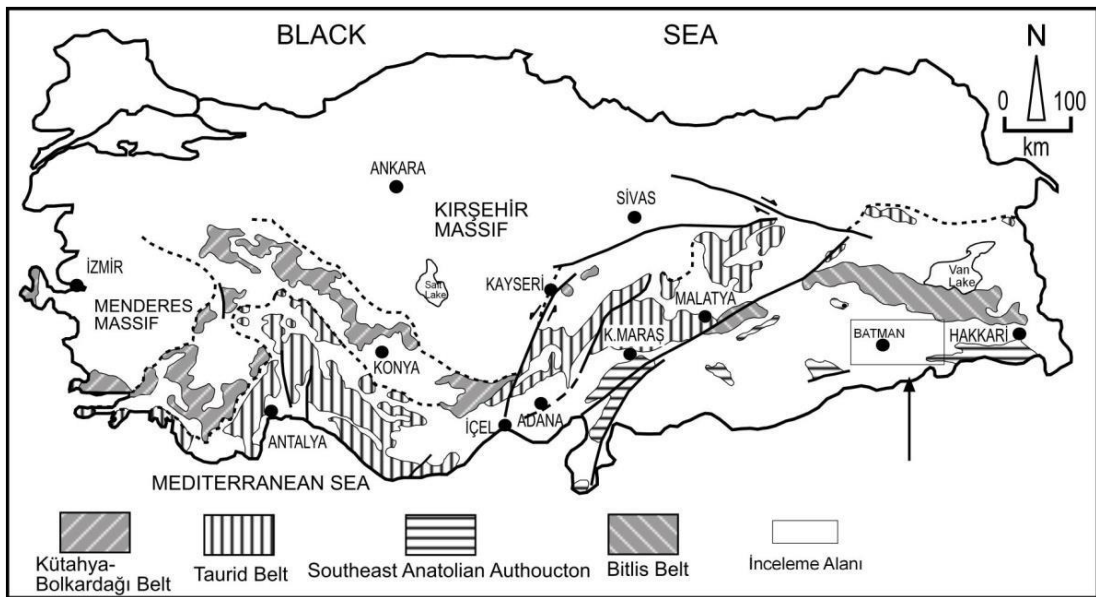 BLACK SEA
N
0 100
km
ANKARA
SİVAS
KIRŞEHİR
MASSIF
İZMİR
Salt
Lake
KAYSERİ
Van
Lake
MENDERES
MASSIF
MALATYA
K.MARAŞ
BATMAN
HAKKARİ
KONYA
ADANA
İÇEL
ANTALYA
MEDITERRANEAN SEA
Kütahya-
Bolkardağı Belt
Taurid Belt
Southeast Anatolian Authoucton
Bitlis Belt
İnceleme Alanı